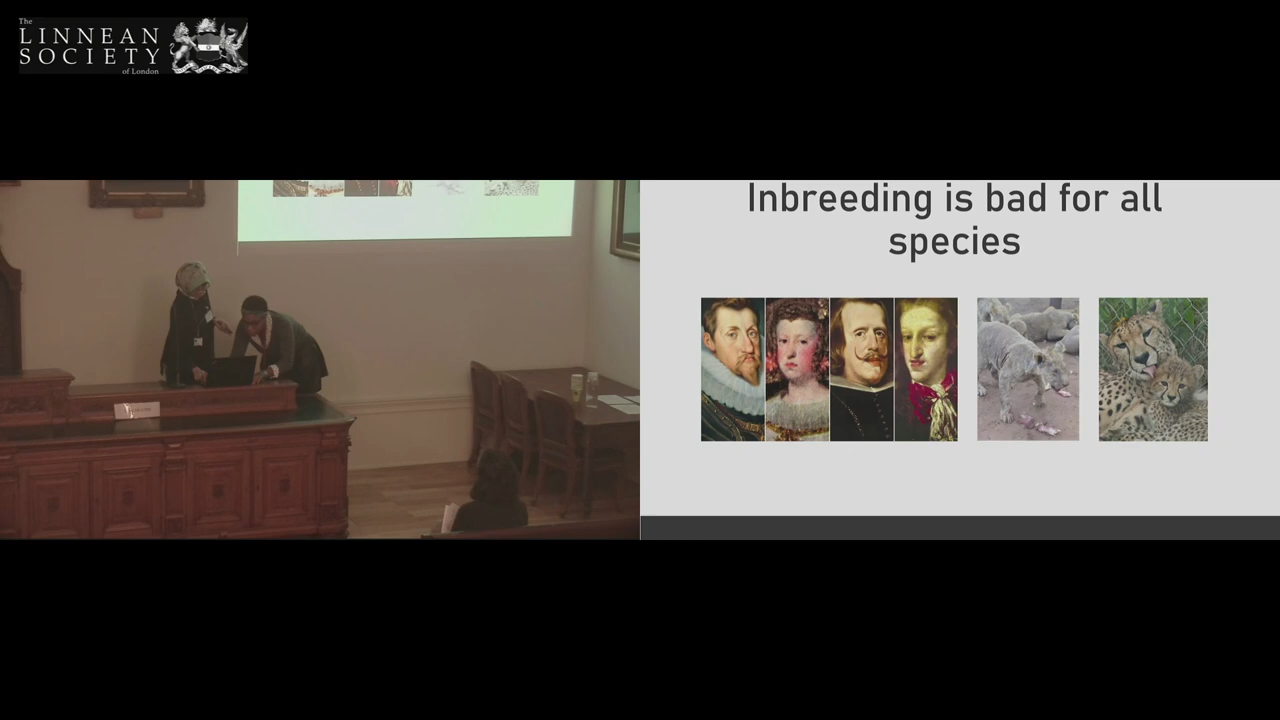 The
LINNEAN
SOCIETY
of London
Inbreeding is bad for all
species